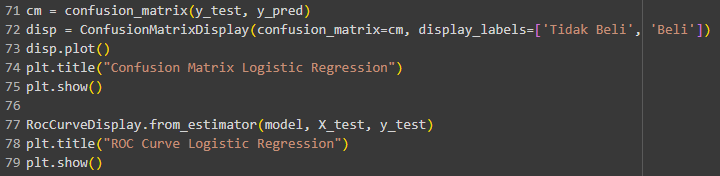 71 cm = confusion_matrix(y_test, y_pred)
72 disp = ConfusionMatrixDisplay(confusion_matrix=cm, display_labels=['Tidak Beli', 'Beli'])
73 disp.plot()
74 plt.title("Confusion Matrix Logistic Regression")
75 plt.show()
76
77 RocCurveDisplay.from_estimator(model, X_test, y_test)
78 plt.title("ROC Curve Logistic Regression")
79 plt.show()